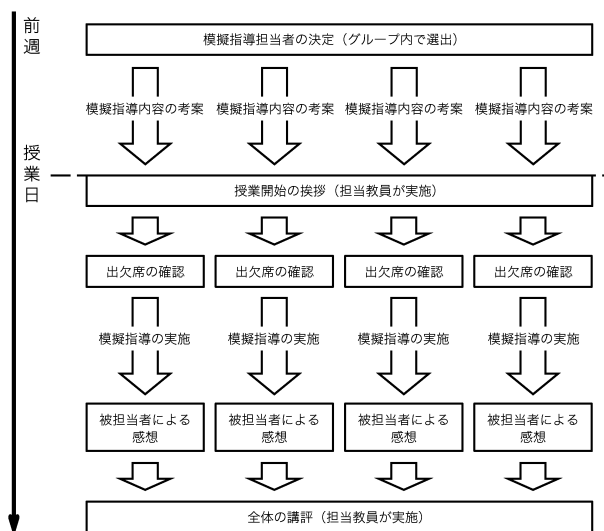 前週
模擬指導担当者の決定（グループ内で選出）
模擬指導内容の考案
模擬指導内容の考案
模擬指導内容の考案
模擬指導内容の考案
授業日
授業開始の挨拶（担当教員が実施）
出欠席の確認
出欠席の確認
出欠席の確認
出欠席の確認
模擬指導の実施
模擬指導の実施
模擬指導の実施
模擬指導の実施
被担当者による
感想
被担当者による
感想
被担当者による
感想
被担当者による
感想
全体の講評（担当教員が実施）